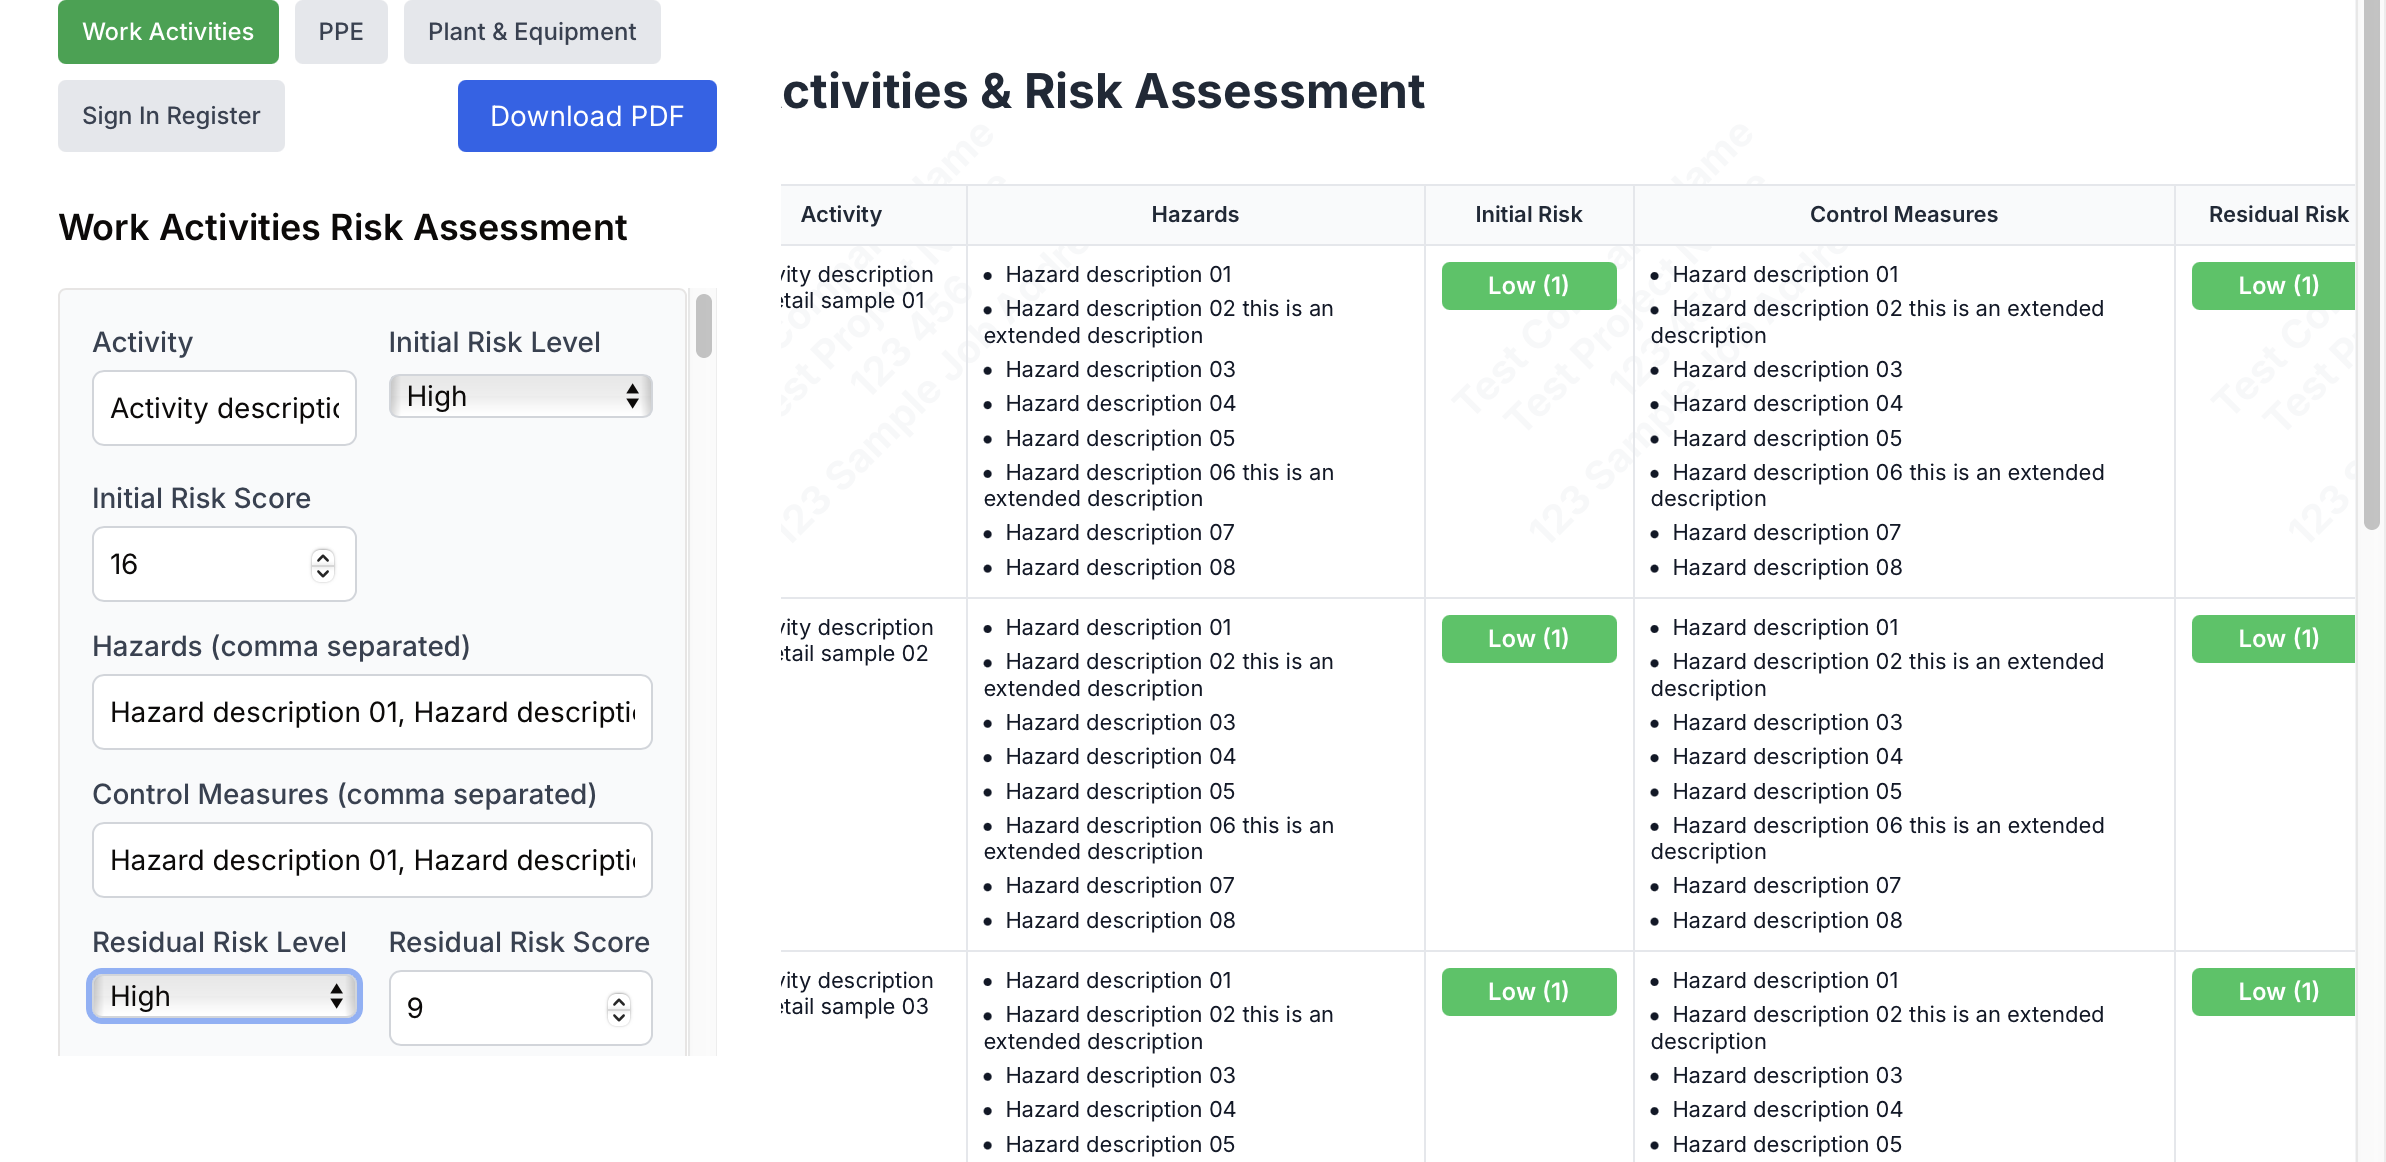 Work Activities
PPE
Plant & Equipment
Sign In Register
Download PDF
Work Activities Risk Assessment
Activity
Initial Risk Level
Activity descriptic
High
Initial Risk Score
16
Hazards (comma separated)
Hazard description 01, Hazard descripti
Control Measures (comma separated)
Hazard description 01, Hazard descripti
Residual Risk Level
Residual Risk Score
High
9
ctivities & Risk Assessment
Activity
Hazards
Initial Risk
Control Measures
Residual Risk
vity description
etail sample 01
• Hazard description 01
• Hazard description 02 this is an
extended description
• Hazard description 03
• Hazard description 04
• Hazard description 05
• Hazard description 06 this is an
extended description
• Hazard description 07
• Hazard description 08
Low (1)
• Hazard description 01
• Hazard description 02 this is an extended
description
• Hazard description 03
• Hazard description 04
• Hazard description 05
• Hazard description 06 this is an extended
description
• Hazard description 07
• Hazard description 08
Low (1)
vity description
etail sample 02
• Hazard description 01
• Hazard description 02 this is an
extended description
• Hazard description 03
• Hazard description 04
• Hazard description 05
• Hazard description 06 this is an
extended description
• Hazard description 07
• Hazard description 08
Low (1)
• Hazard description 01
• Hazard description 02 this is an extended
description
• Hazard description 03
• Hazard description 04
• Hazard description 05
• Hazard description 06 this is an extended
description
• Hazard description 07
• Hazard description 08
Low (1)
vity description
etail sample 03
• Hazard description 01
• Hazard description 02 this is an
extended description
• Hazard description 03
• Hazard description 04
• Hazard description 05
Low (1)
• Hazard description 01
• Hazard description 02 this is an extended
description
• Hazard description 03
• Hazard description 04
• Hazard description 05
Low (1)